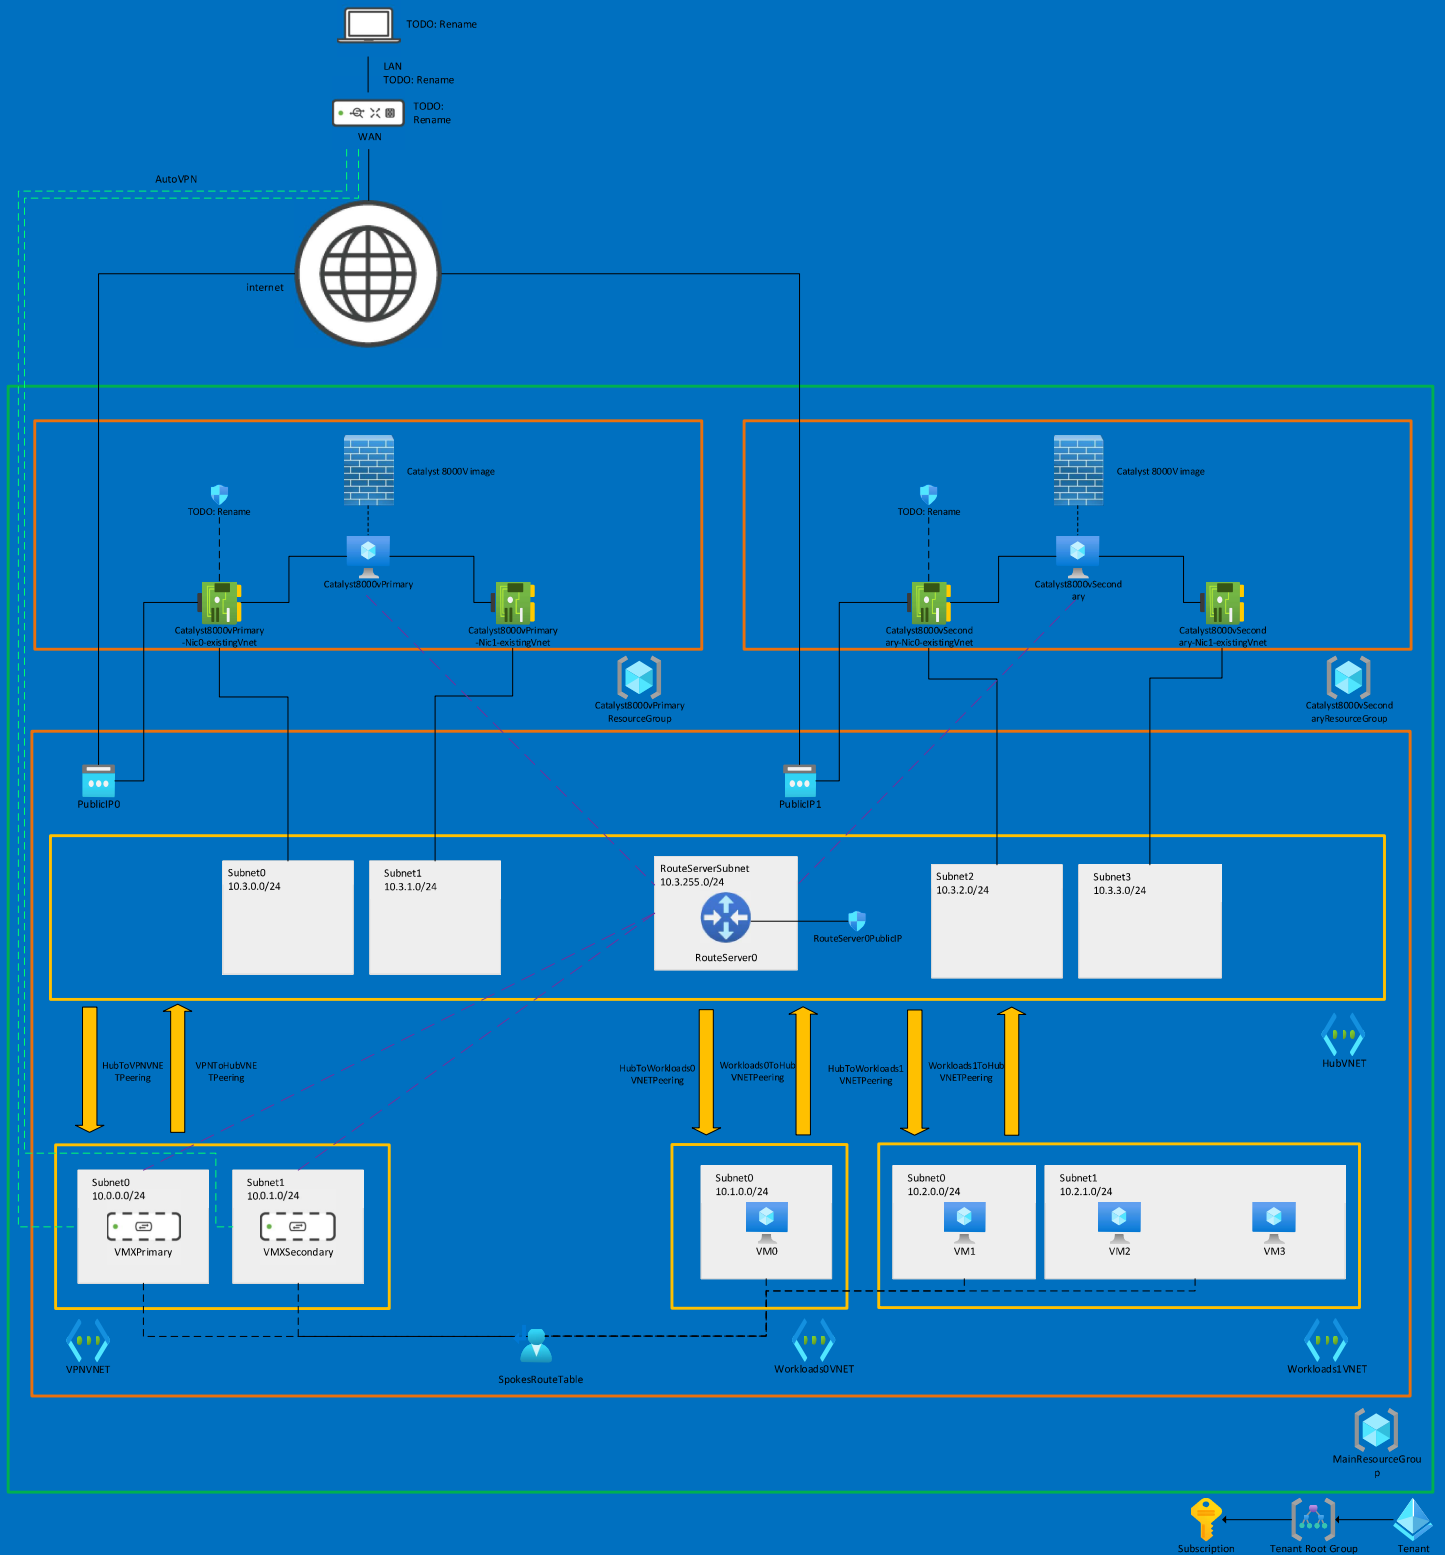 TODO: Rename
LAN
TODO: Rename
TODO:
Rename
WAN
AutoVPN
internet
Catalyst 8000V image
TODO: Rename
Catalyst8000vPrimary
Catalyst8000vPrimary
-Nic0-existingVnet
Catalyst8000vPrimary
-Nic1-existingVnet
Catalyst8000vPrimary
ResourceGroup
Catalyst 8000V image
TODO: Rename
Catalyst8000vSecond
ary
Catalyst8000vSecond
ary-Nic0-existingVnet
Catalyst8000vSecond
ary-Nic1-existingVnet
Catalyst8000vSecond
aryResourceGroup
PublicIP0
PublicIP1
Subnet0
10.3.0.0/24
Subnet1
10.3.1.0/24
RouteServerSubnet
10.3.255.0/24
RouteServer0
RouteServer0PublicIP
Subnet2
10.3.2.0/24
Subnet3
10.3.3.0/24
HubVNET
HubToVPNVNE
TPeering
VPNToHubVNE
TPeering
HubToWorkloads0
VNETPeering
Workloads0ToHub
VNETPeering
HubToWorkloads1
VNETPeering
Workloads1ToHub
VNETPeering
Subnet0
10.0.0.0/24
VMXPrimary
Subnet1
10.0.1.0/24
VMXSecondary
Subnet0
10.1.0.0/24
VM0
Subnet0
10.2.0.0/24
VM1
Subnet1
10.2.1.0/24
VM2
VM3
VPNVNET
SpokesRouteTable
Workloads0VNET
Workloads1VNET
MainResourceGrou
p
Subscription
Tenant Root Group
Tenant